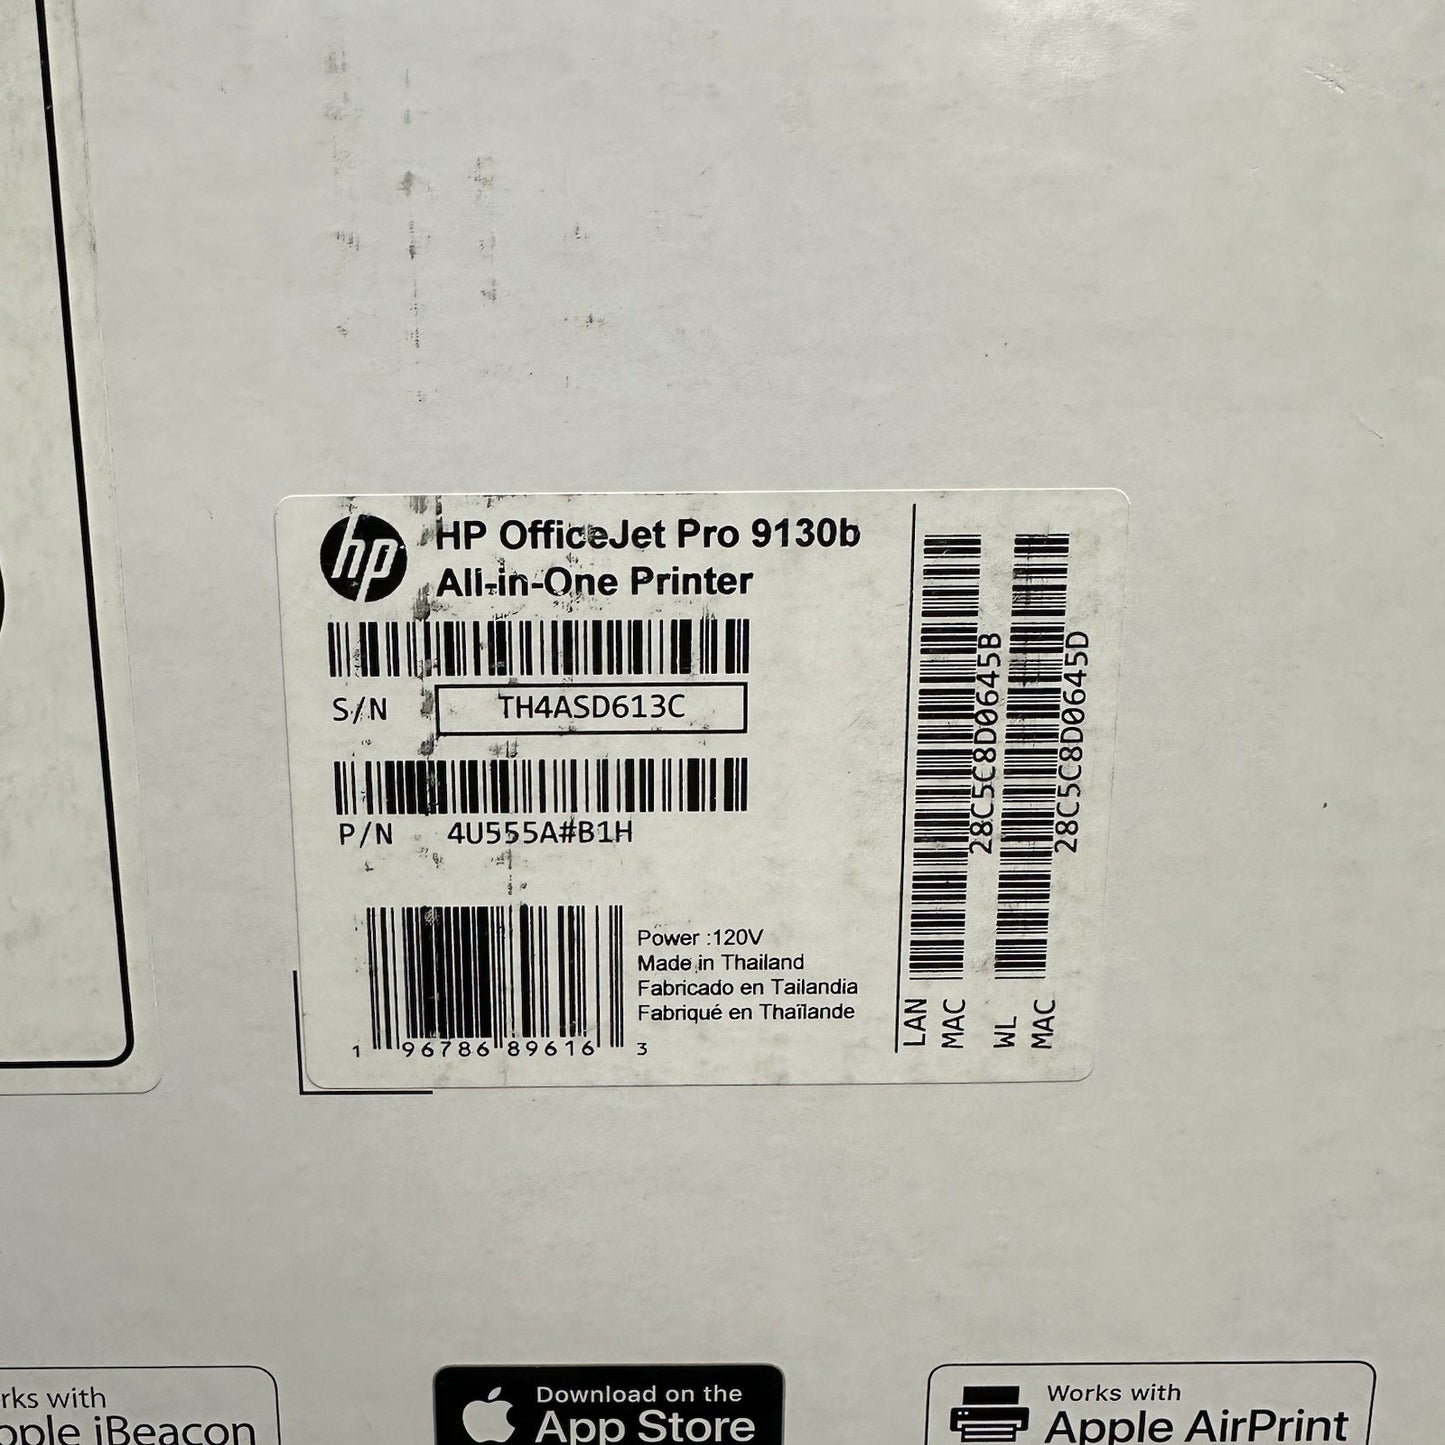 hp
HP OfficeJet Pro 9130b
All-in-One Printer
S/N TH4ASD613C
P/N 4U555A#B1H
1 96786 89616 3
Power :120V
Made in Thailand
Fabricado en Tailandia
Fabriqué en Thaïlande
LAN
MAC
28C5C8D0645B
WL
MAC
28C5C8D0645D
rks with
ople iBeacon
Download on the
App Store
Works with
Apple AirPrint